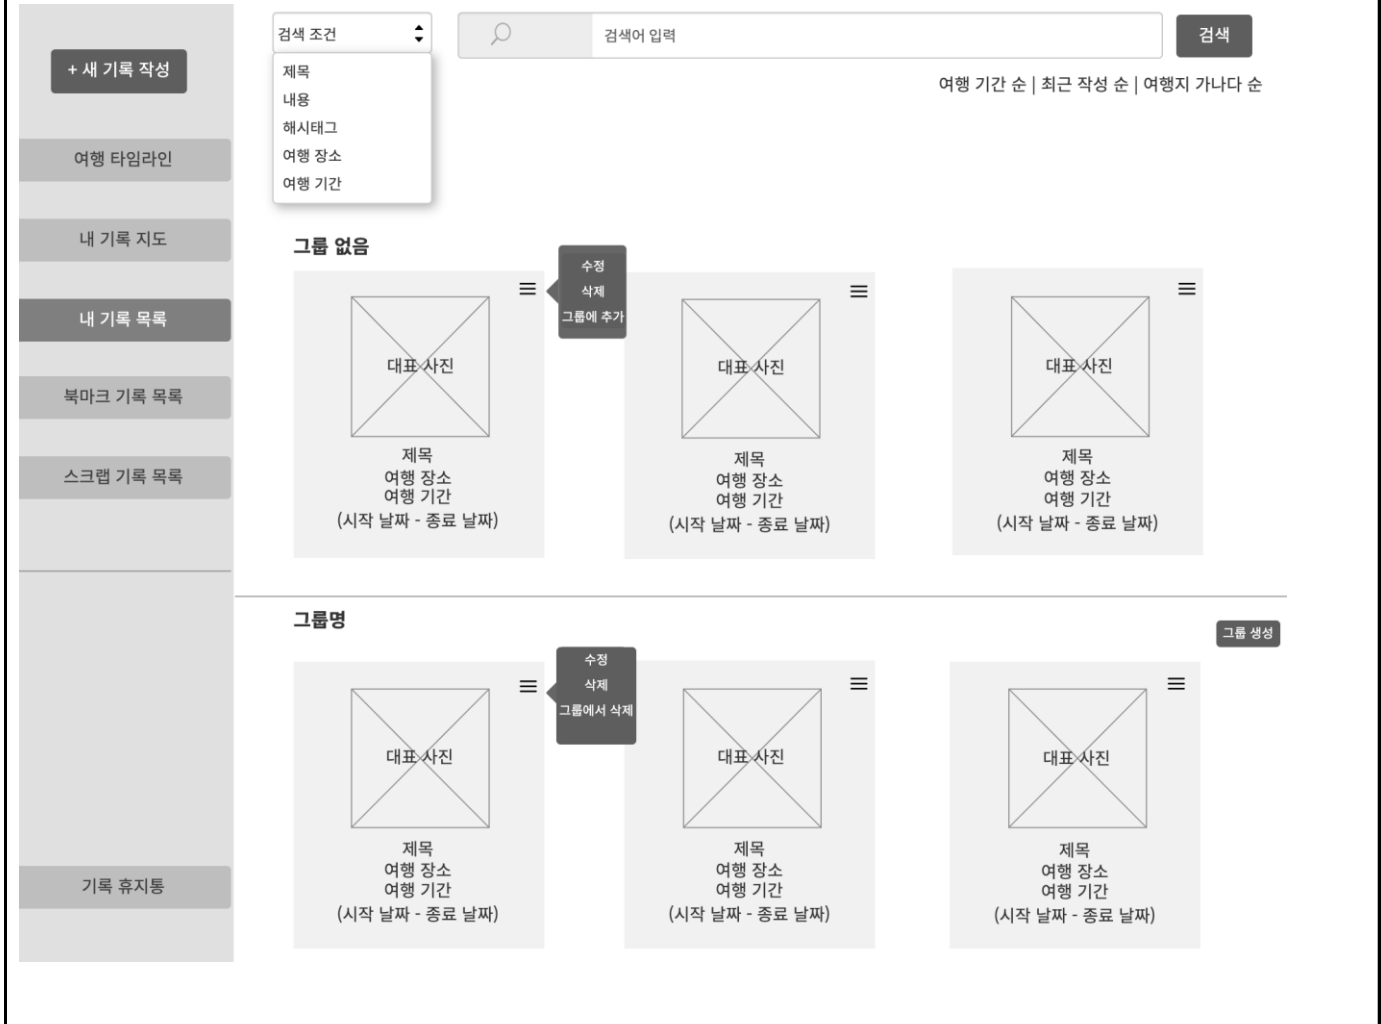 + 새 기록 작성
여행 타임라인
내 기록 지도
내 기록 목록
북마크 기록 목록
스크랩 기록 목록
기록 휴지통
검색 조건
제목
내용
해시태그
여행 장소
여행 기간
검색어 입력
검색
여행 기간 순 | 최근 작성 순 | 여행지 가나다 순
그룹 없음
대표 사진
제목
여행 장소
여행 기간
(시작 날짜 - 종료 날짜)
수정
삭제
그룹에 추가
대표 사진
제목
여행 장소
여행 기간
(시작 날짜 - 종료 날짜)
대표 사진
제목
여행 장소
여행 기간
(시작 날짜 - 종료 날짜)
그룹명
그룹 생성
대표 사진
제목
여행 장소
여행 기간
(시작 날짜 - 종료 날짜)
수정
삭제
그룹에서 삭제
대표 사진
제목
여행 장소
여행 기간
(시작 날짜 - 종료 날짜)
대표 사진
제목
여행 장소
여행 기간
(시작 날짜 - 종료 날짜)